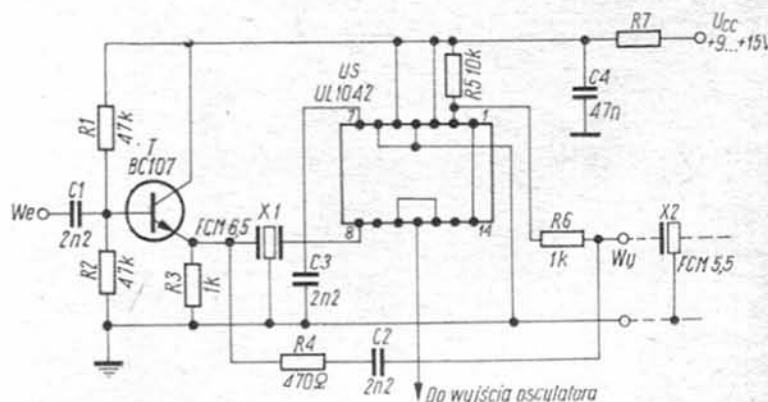 R7
UCC
+9...+15V
US
UL1042
R5 10k
C4
47n
7
1
R1
47k
T
BC107
We
C1
2n2
FCM 6,5
X1
8
14
R6
1k
Wy
X2
FCM 5,5
R2
47k
R3
1k
C3
2n2
R4
470Ω
C2
2n2
Do wyjścia oscylatora